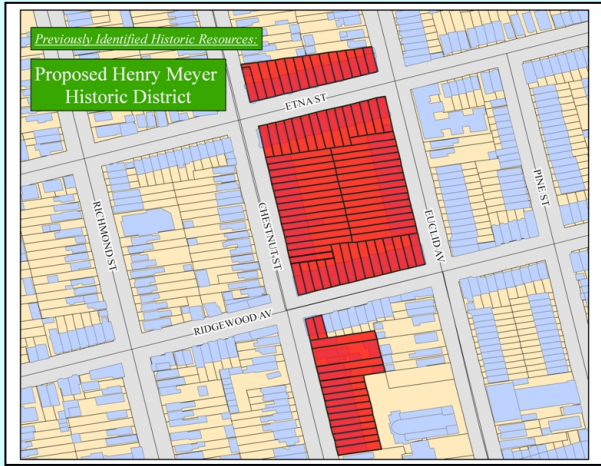 Previously Identified Historic Resources:
Proposed Henry Meyer
Historic District
ETNA ST
RICHMOND ST
CHESTNUT ST
EUCLID AV
PINE ST
RIDGEWOOD AV